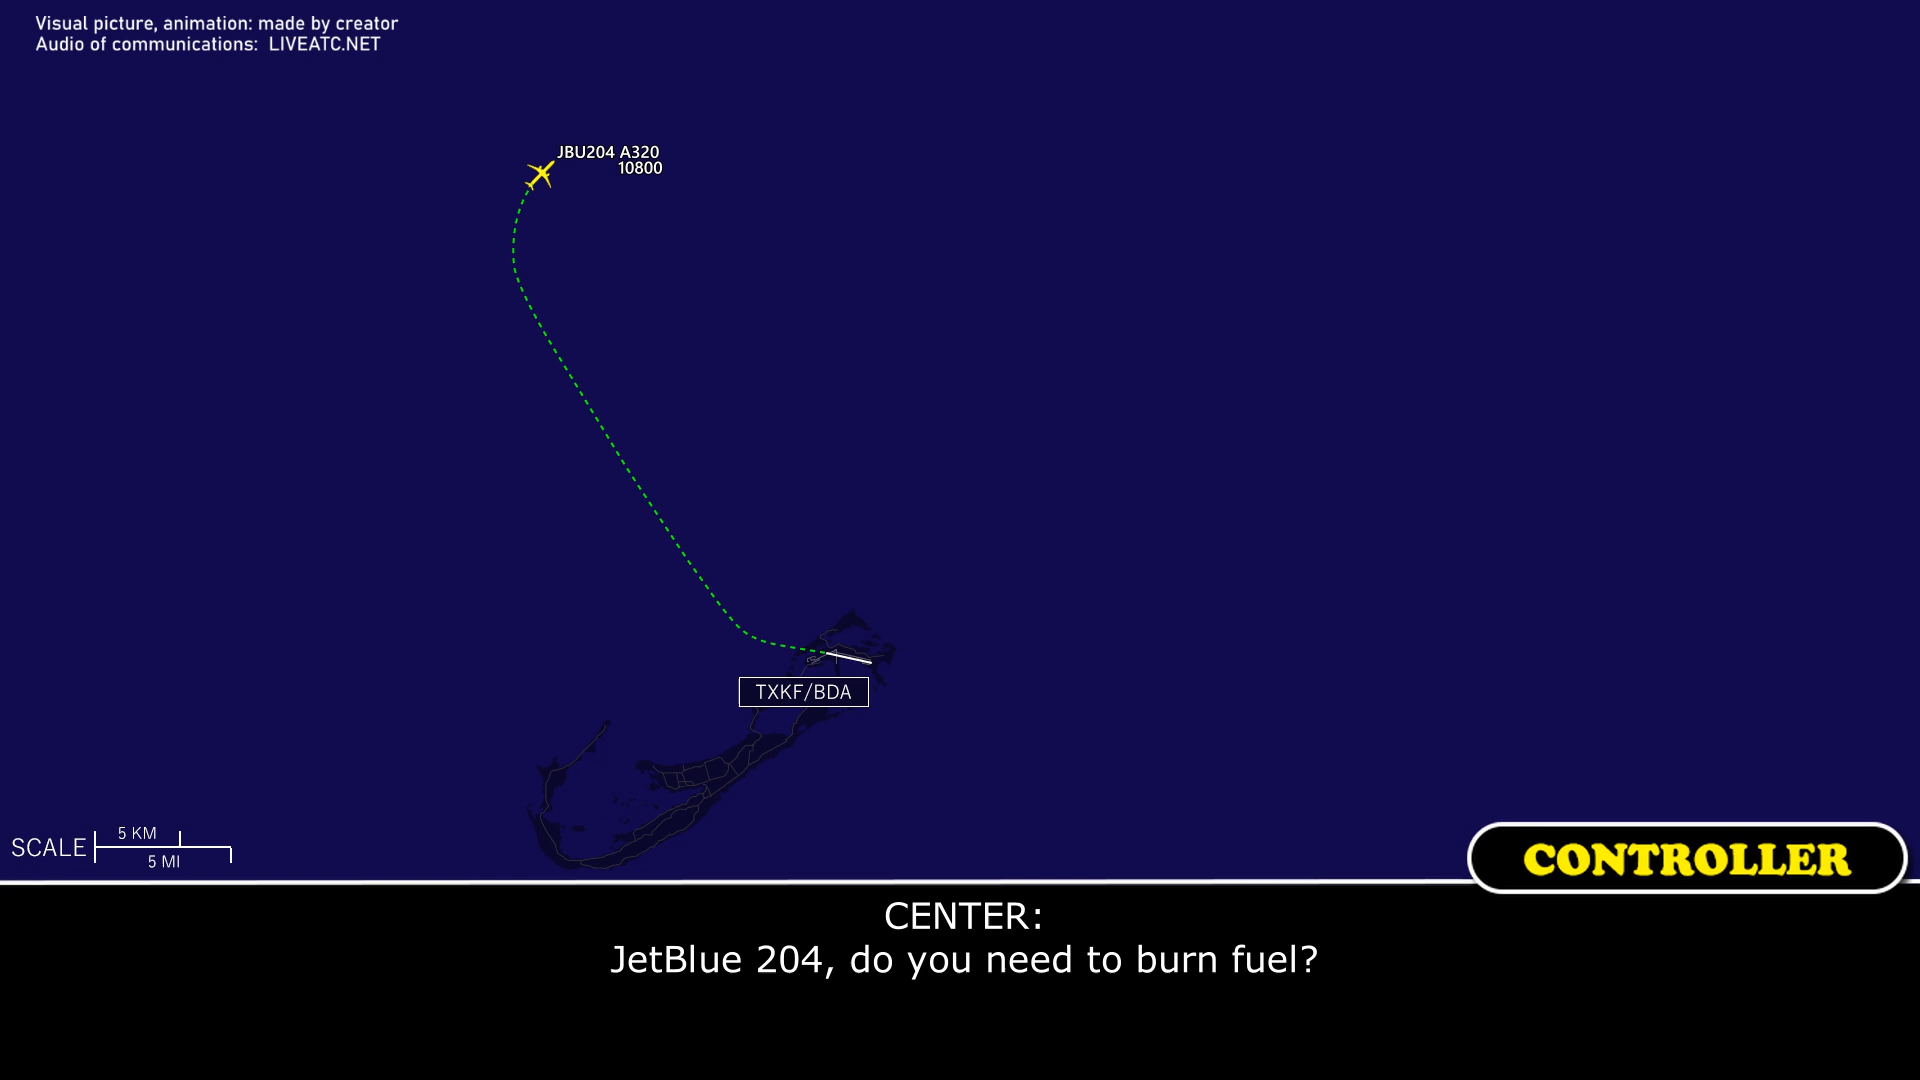 Visual picture, animation: made by creator
Audio of communications: LIVEATC.NET
JBU204 A320
10800
TXKF/BDA
5 KM
SCALE
5 MI
CONTROLLER
CENTER:
JetBlue 204, do you need to burn fuel?